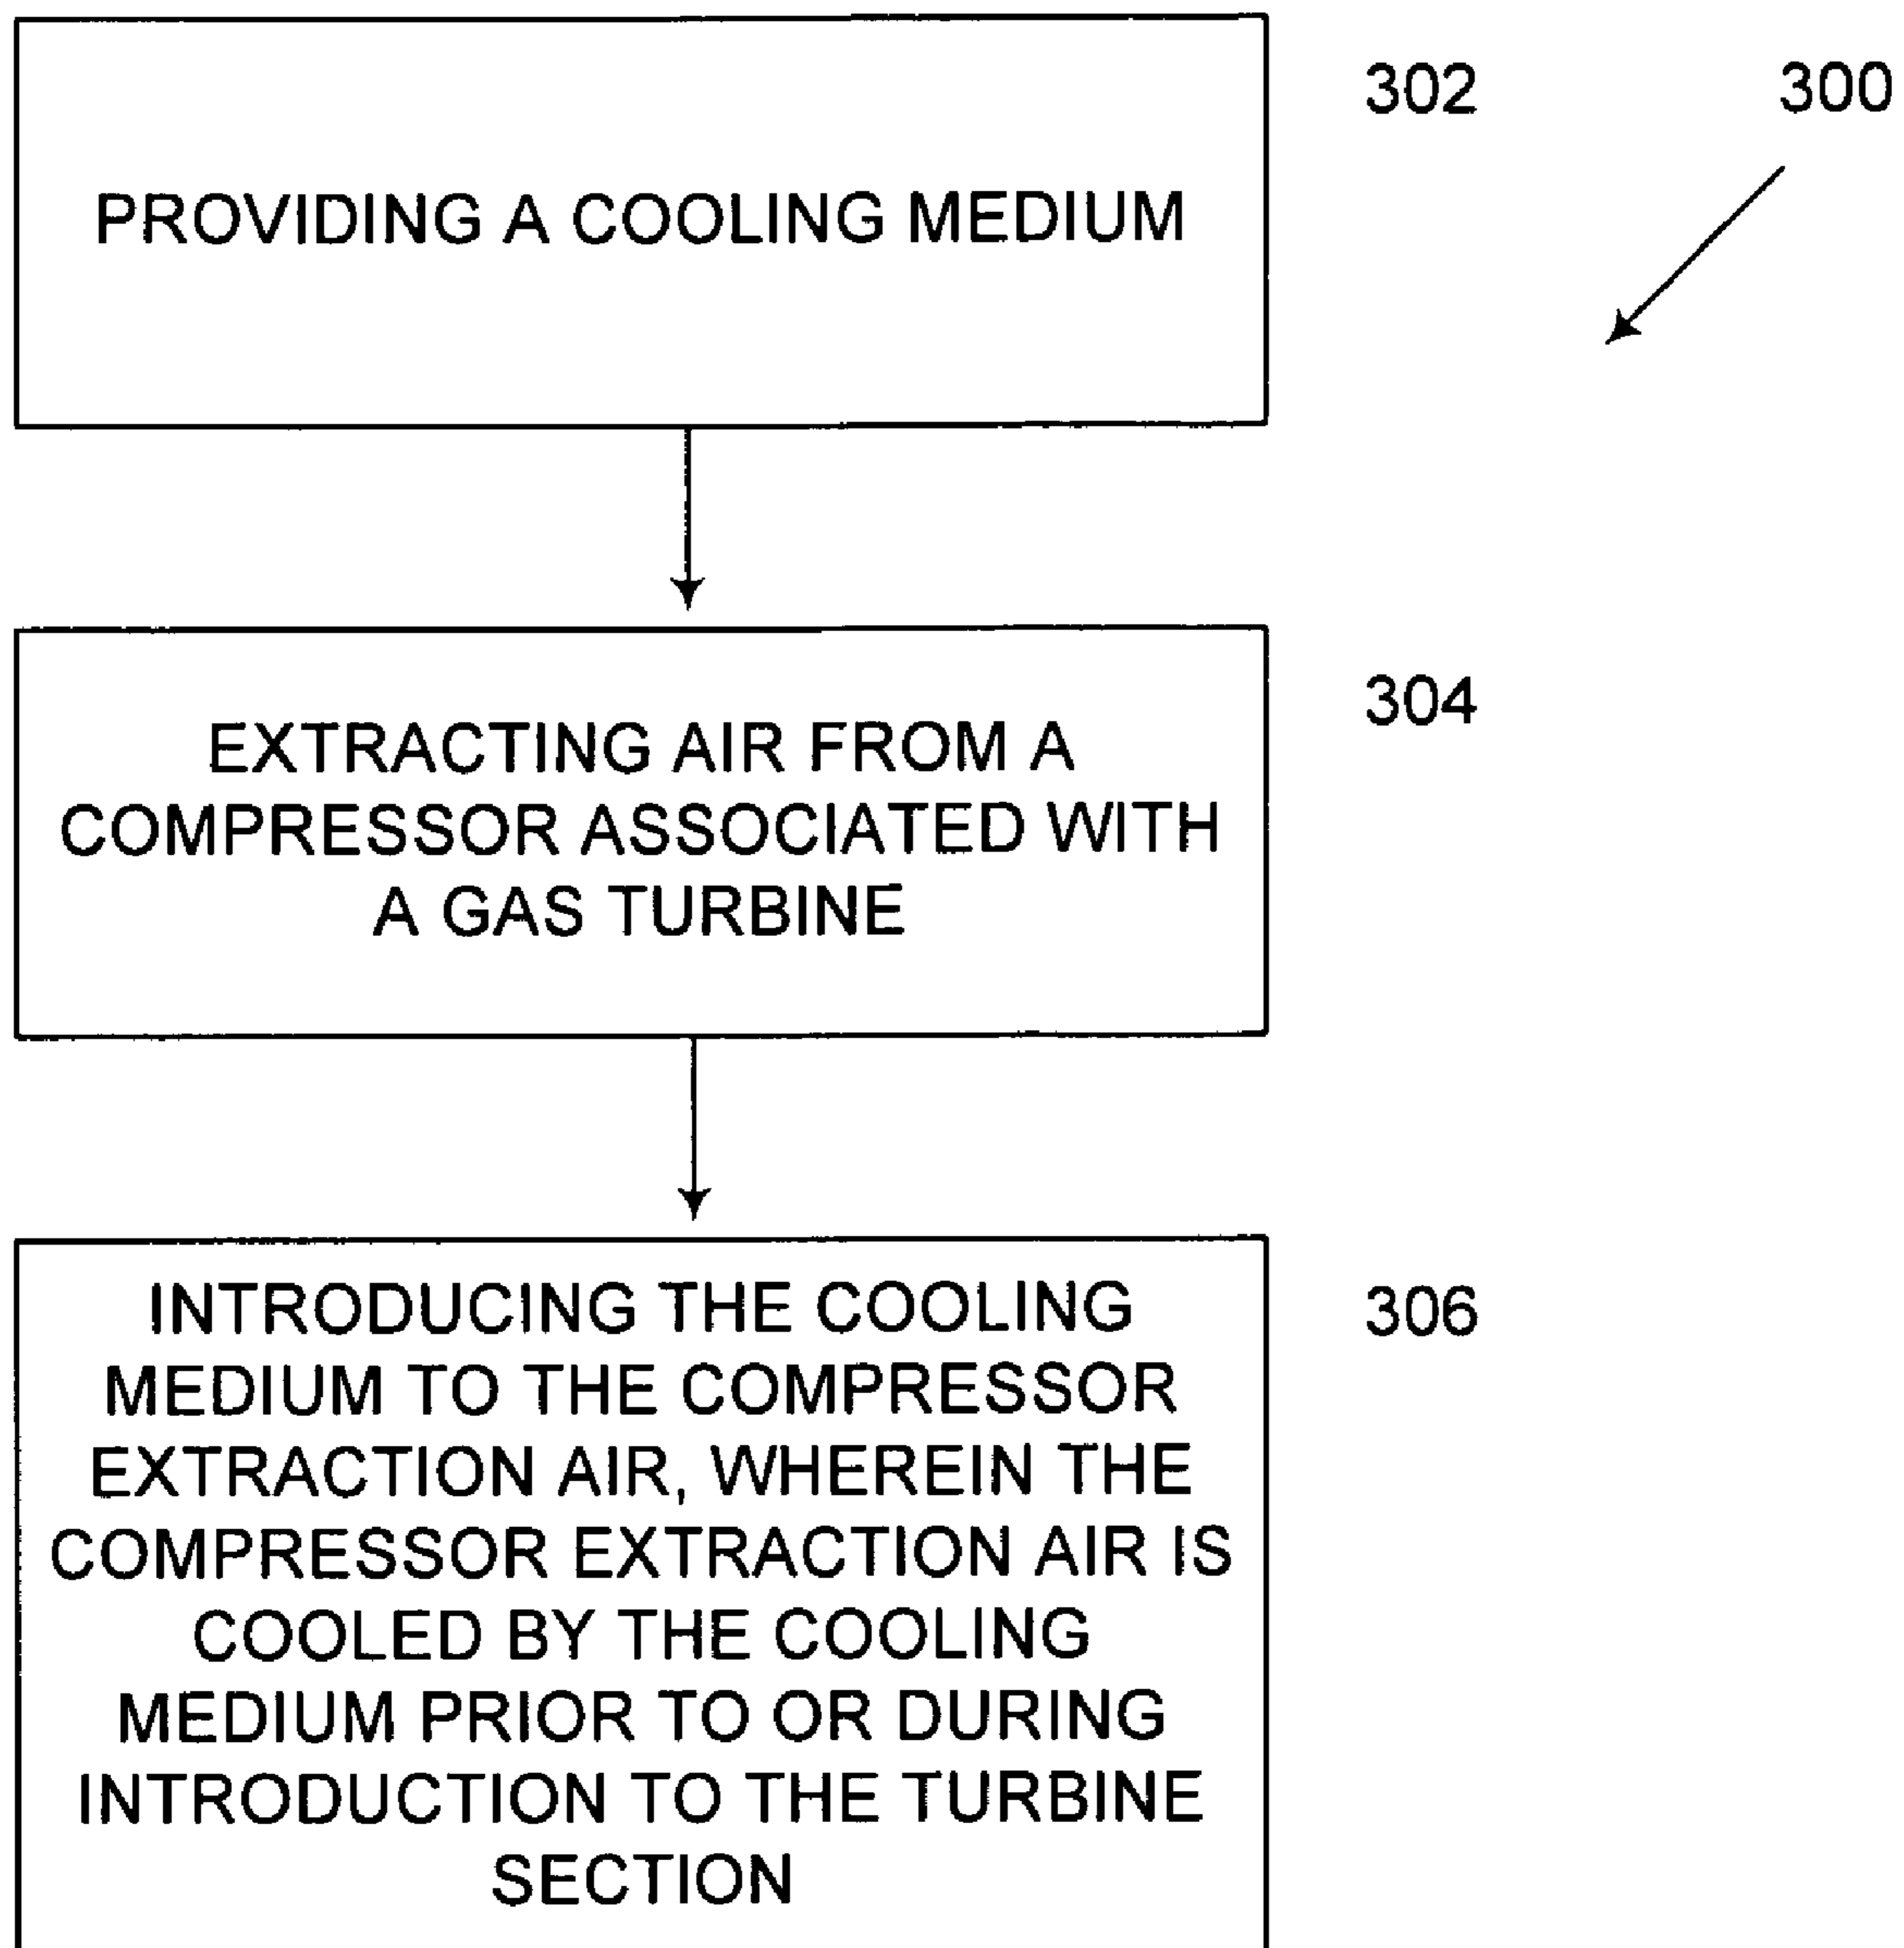 302
300
PROVIDING A COOLING MEDIUM
304
EXTRACTING AIR FROM A
COMPRESSOR ASSOCIATED WITH
A GAS TURBINE
306
INTRODUCING THE COOLING
MEDIUM TO THE COMPRESSOR
EXTRACTION AIR, WHEREIN THE
COMPRESSOR EXTRACTION AIR IS
COOLED BY THE COOLING
MEDIUM PRIOR TO OR DURING
INTRODUCTION TO THE TURBINE
SECTION